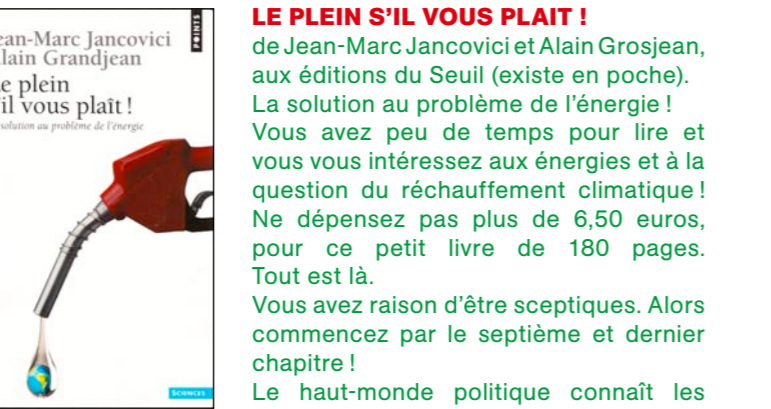 ean-Marc Jancovici
lain Grandjean
e plein
'il vous plaît !
solution au problème de l'énergie
POINTS
SCIENCES
LE PLEIN S'IL VOUS PLAIT !
de Jean-Marc Jancovici et Alain Grosjean,
aux éditions du Seuil (existe en poche).
La solution au problème de l'énergie !
Vous avez peu de temps pour lire et
vous vous intéressez aux énergies et à la
question du réchauffement climatique !
Ne dépensez pas plus de 6,50 euros,
pour ce petit livre de 180 pages.
Tout est là.
Vous avez raison d'être sceptiques. Alors
commencez par le septième et dernier
chapitre !
Le haut-monde politique connaît les